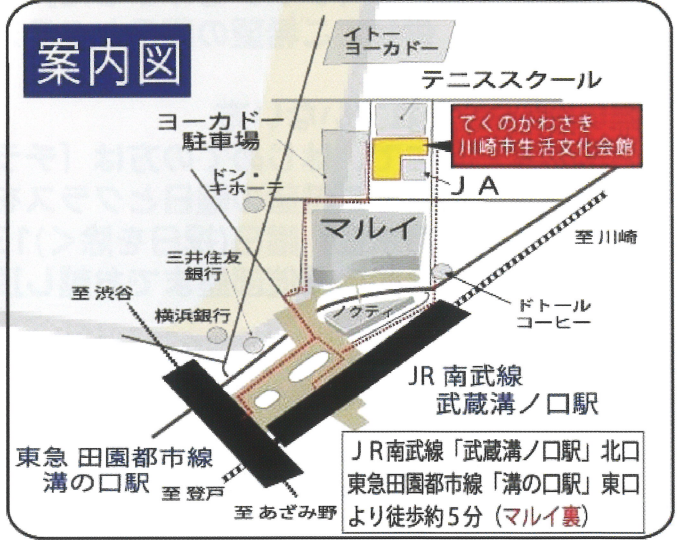 案内図
イトー
ヨーカドー
テニススクール
ヨーカドー
駐車場
てくのかわさき
川崎市生活文化会館
ドン・
キホーテ
ＪＡ
マルイ
至 川崎
三井住友
銀行
至 渋谷
横浜銀行
ノクティ
ドトール
コーヒー
JR 南武線
武蔵溝ノ口駅
東急 田園都市線
溝の口駅
至 登戸
至 あざみ野
ＪＲ南武線「武蔵溝ノ口駅」北口
東急田園都市線「溝の口駅」東口
より徒歩約５分（マルイ裏）